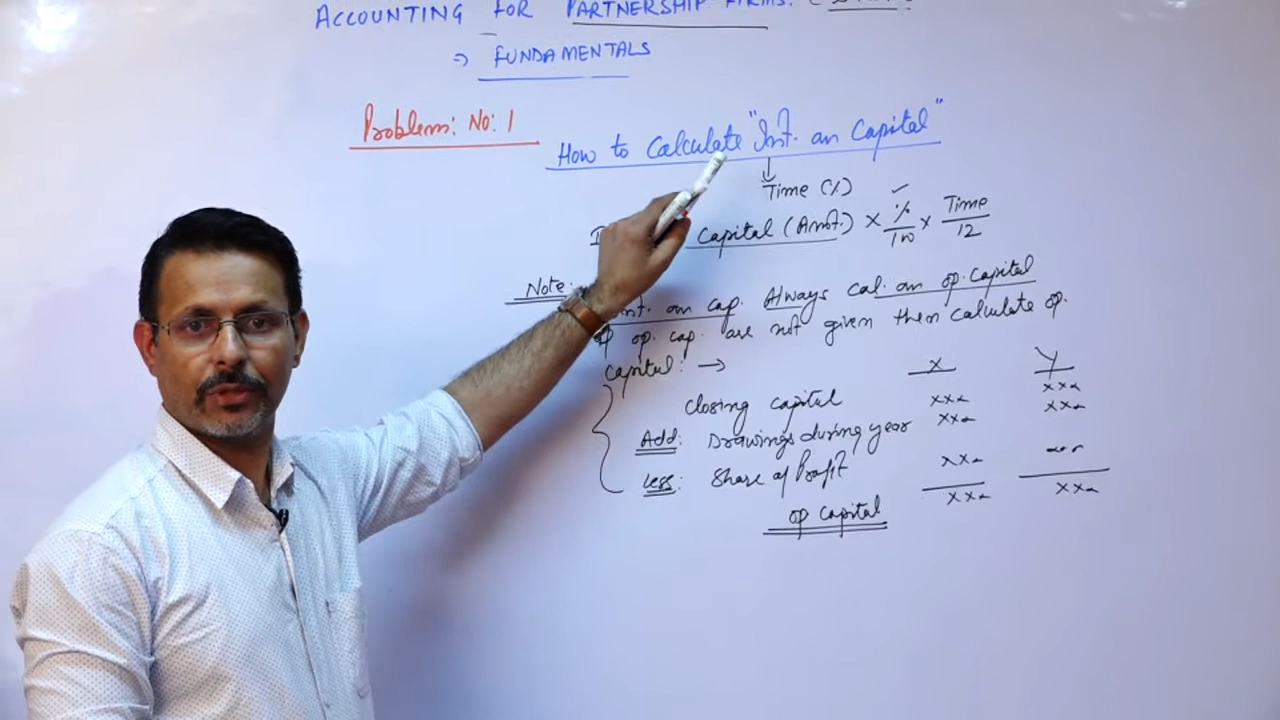 ACCOUNTING FOR PARTNERSHIP FIRMS. (
⇒ FUNDAMENTALS
Problem: No: 1
How to Calculate "Int. on Capital"
↓
Time (%) ✓
Capital (Amt.) × %/100 × Time/12
Note: Int. on cap. Always cal. on op. Capital
If op. cap. are not given then calculate op.
capital: →
X Y
Closing capital xxx xxx
Add: Drawings during year xxx xxx
Less: Share of Profit xxx
op Capital xxx xxx